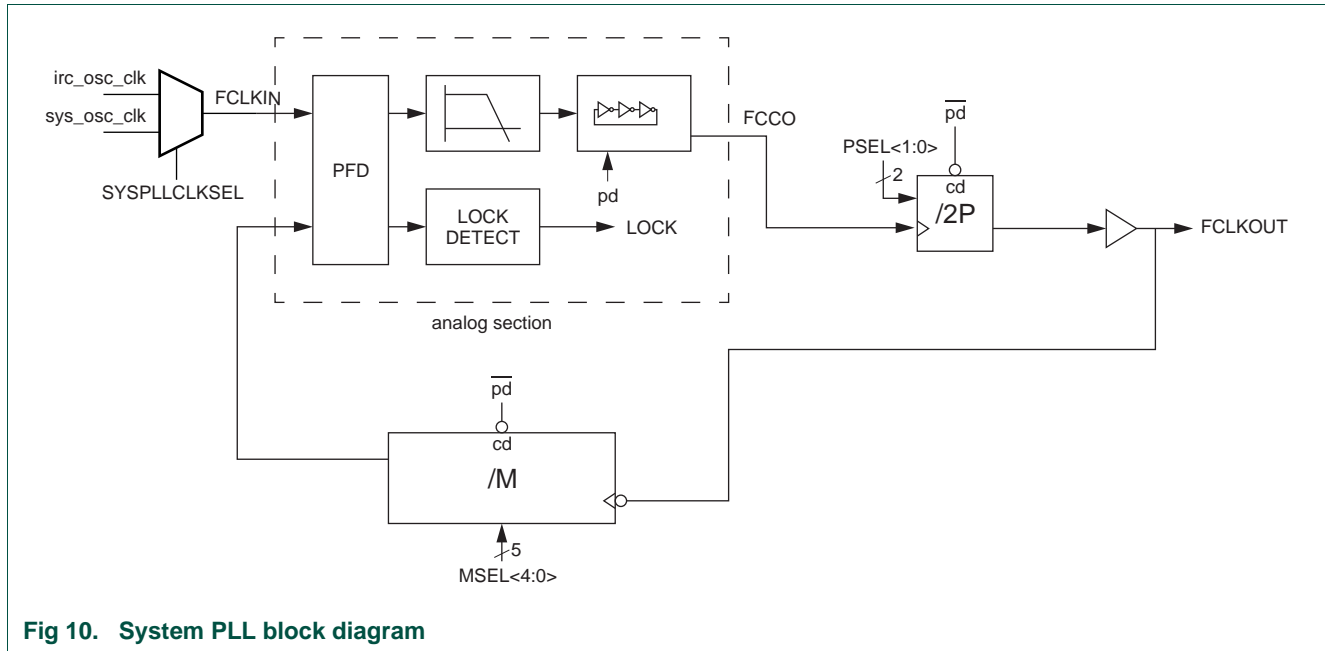 irc_osc_clk
sys_osc_clk
FCLKIN
SYSPLLCLKSEL
PFD
LOCK
DETECT
LOCK
pd
FCCO
analog section
PSEL<1:0>
2
pd
cd
/2P
FCLKOUT
pd
cd
/M
5
MSEL<4:0>
Fig 10. System PLL block diagram